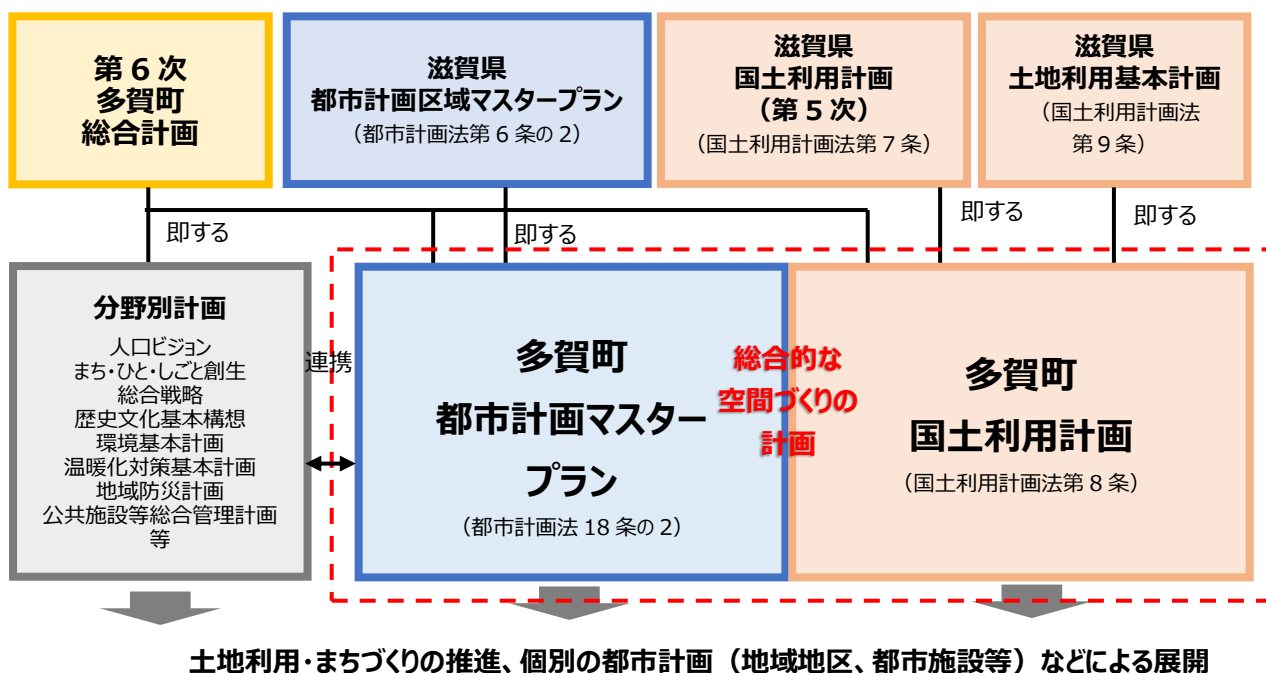 第6次
多賀町
総合計画
滋賀県
都市計画区域マスタープラン
（都市計画法第6条の2）
滋賀県
国土利用計画
（第5次）
（国土利用計画法第7条）
滋賀県
土地利用基本計画
（国土利用計画法
第9条）
即する
即する
即する
即する
分野別計画
人口ビジョン
まち・ひと・しごと創生
総合戦略
歴史文化基本構想
環境基本計画
温暖化対策基本計画
地域防災計画
公共施設等総合管理計画
等
連携
多賀町
都市計画マスター
プラン
（都市計画法18条の2）
総合的な
空間づくりの
計画
多賀町
国土利用計画
（国土利用計画法第8条）
土地利用・まちづくりの推進、個別の都市計画（地域地区、都市施設等）などによる展開